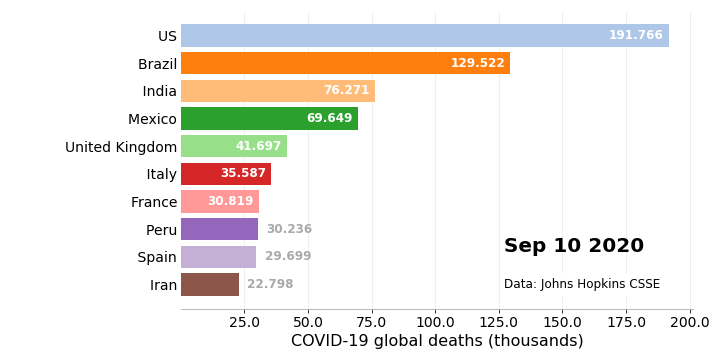 US 191.766
Brazil 129.522
India 76.271
Mexico 69.649
United Kingdom 41.697
Italy 35.587
France 30.819
Peru 30.236
Spain 29.699
Iran 22.798
Sep 10 2020
Data: Johns Hopkins CSSE
25.0 50.0 75.0 100.0 125.0 150.0 175.0 200.0
COVID-19 global deaths (thousands)